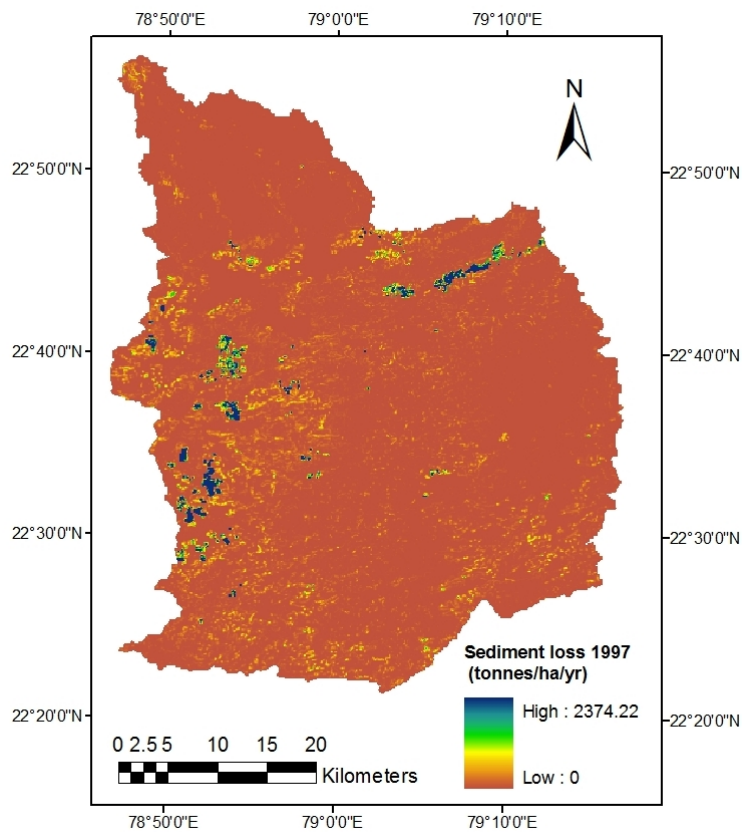 78°50'0"E 79°0'0"E 79°10'0"E
N
22°50'0"N 22°50'0"N
22°40'0"N 22°40'0"N
22°30'0"N 22°30'0"N
Sediment loss 1997
(tonnes/ha/yr)
High : 2374.22
22°20'0"N 22°20'0"N
0 2.5 5 10 15 20
Kilometers
Low : 0
78°50'0"E 79°0'0"E 79°10'0"E